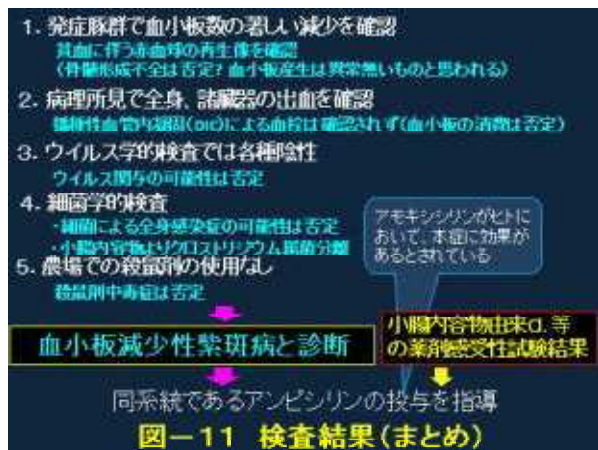 1. 発症豚群で血小板数の著しい減少を確認
貧血に伴う赤血球の再生像を確認
(骨髄形成不全は否定?血小板産生は異常無いものと思われる)
2. 病理所見で全身、諸臓器の出血を確認
播種性血管内凝固(DIC)による血栓は確認されず(血小板の消費は否定)
3. ウイルス学的検査では各種陰性
ウイルス関与の可能性は否定
4. 細菌学的検査
・細菌による全身感染症の可能性は否定
・小腸内容物よりクロストリジウム属菌分離
アモキシシリンがヒトに
おいて、本症に効果が
あるとされている
5. 農場での殺鼠剤の使用なし
殺鼠剤中毒症は否定
血小板減少性紫斑病と診断
小腸内容物由来Cl.等
の薬剤感受性試験結果
同系統であるアンピシリンの投与を指導
図-11 検査結果(まとめ)